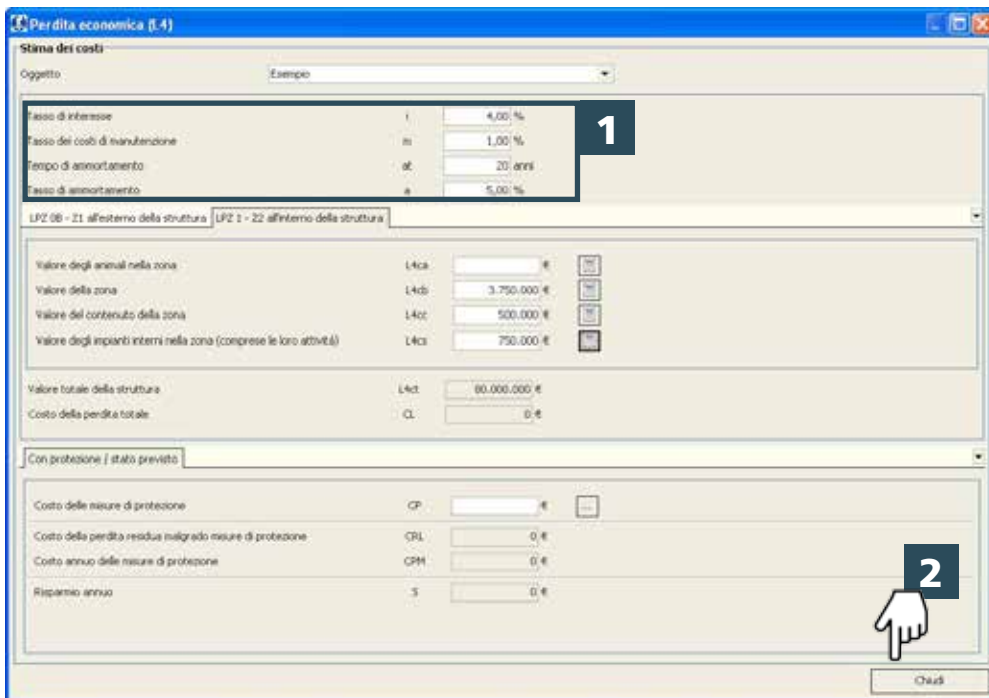 Perdita economica (L4)
Stima dei costi
Oggetto Esempio
Tasso di interesse i 4,00 %
1
Tasso dei costi di manutenzione m 1,00 %
Tempo di ammortamento at 20 anni
Tasso di ammortamento a 5,00 %
LPZ 0B - Z1 all'esterno della struttura LPZ 1 - Z2 all'interno della struttura
Valore degli animali nella zona L4ca €
Valore della zona L4cb 3.750.000 €
Valore del contenuto della zona L4cc 500.000 €
Valore degli impianti interni nella zona (comprese le loro attività) L4cs 750.000 €
Valore totale della struttura L4ct 80.000.000 €
Costo della perdita totale CL 0 €
Con protezione / stato previsto
Costo delle misure di protezione CP € ...
Costo della perdita residua malgrado misure di protezione CRL 0 €
Costo annuo delle misure di protezione CPM 0 €
2
Risparmio annuo S 0 €
Chiudi